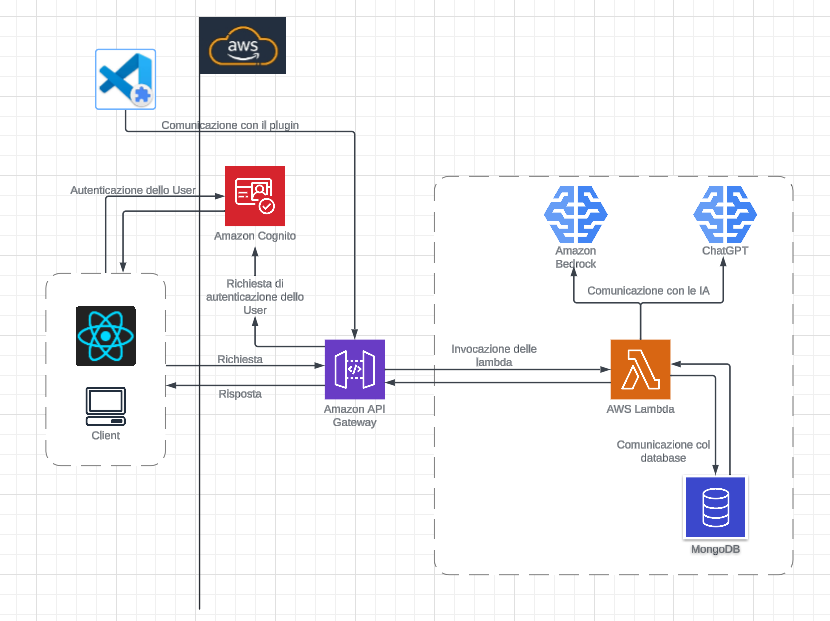 aws
Comunicazione con il plugin
Autenticazione dello User
Amazon Cognito
Amazon
Bedrock
ChatGPT
Richiesta di
autenticazione dello
User
Comunicazione con le IA
Richiesta
Invocazione delle
lambda
Risposta
Amazon API
Gateway
AWS Lambda
Client
Comunicazione col
database
MongoDB